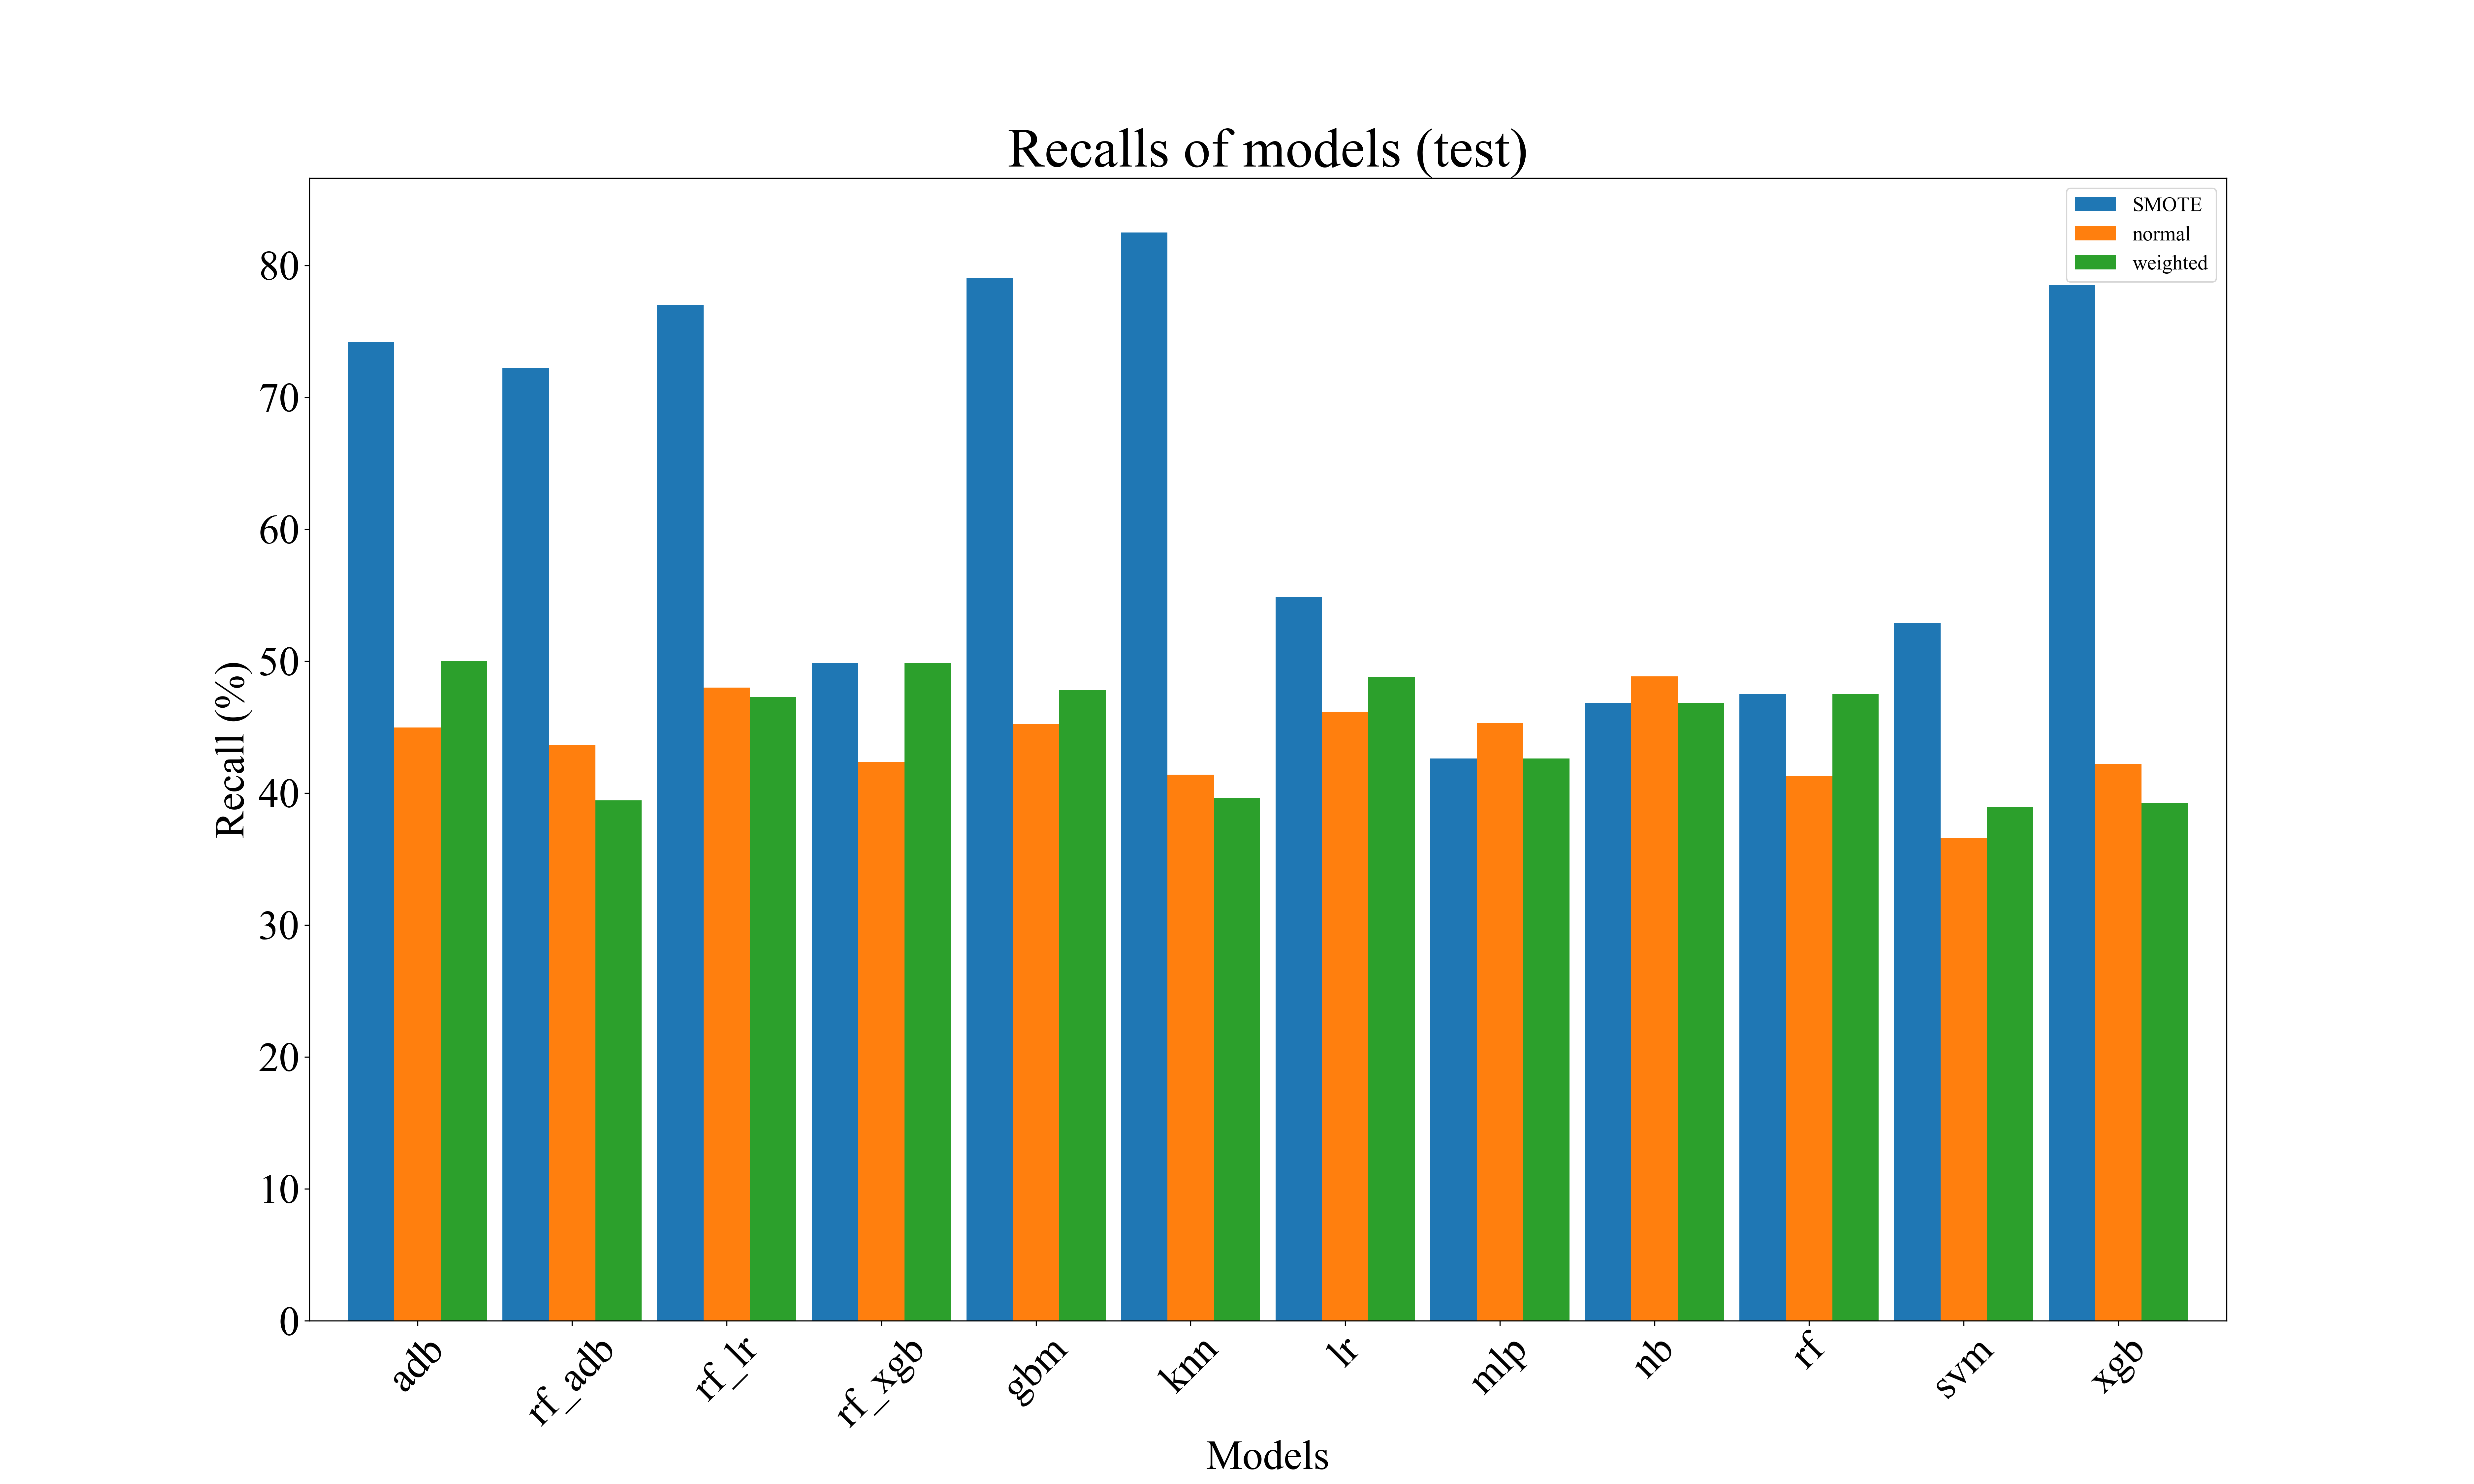 Recalls of models (test)
SMOTE
normal
weighted
Recall (%)
80
70
60
50
40
30
20
10
0
adb
rf_adb
rf_lr
rf_xgb
gbm
knn
lr
mlp
nb
rf
svm
xgb
Models